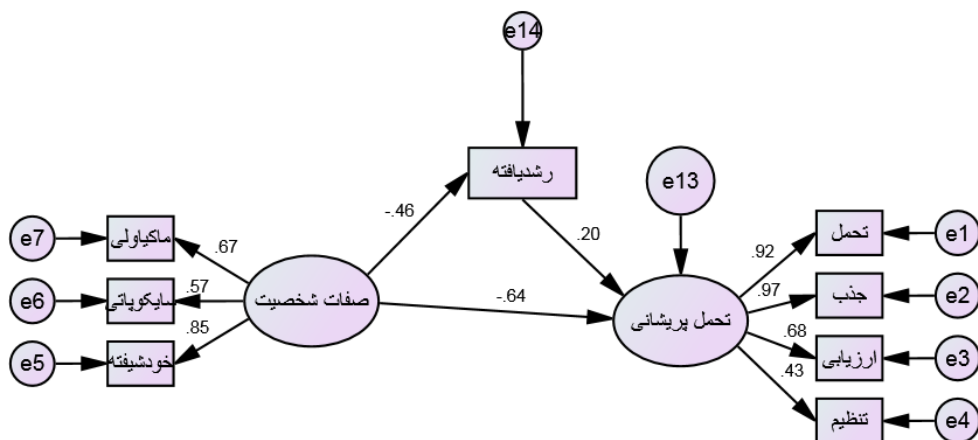 e14
رشدیافته
e13
-.46
.20
e7
ماکیاولی
.67
e6
سایکوپاتی
.57
صفات شخصیت
-.64
e5
خودشیفته
.85
تحمل پریشانی
.92
تحمل
e1
.97
جذب
e2
.68
ارزیابی
e3
.43
تنظیم
e4